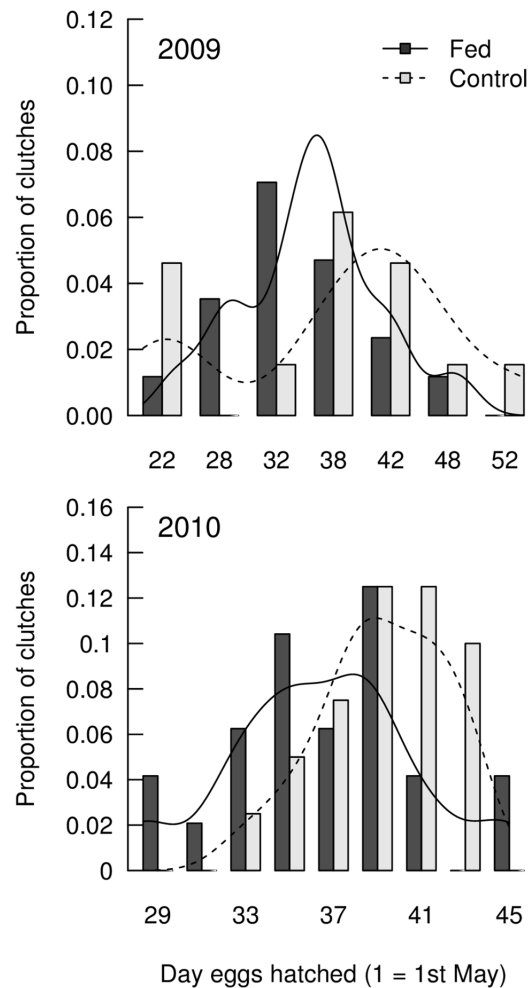 2009
Fed
Control
Proportion of clutches
0.12
0.10
0.08
0.06
0.04
0.02
0.00
22 28 32 38 42 48 52
2010
Proportion of clutches
0.16
0.14
0.12
0.1
0.08
0.06
0.04
0.02
0
29 33 37 41 45
Day eggs hatched (1 = 1st May)